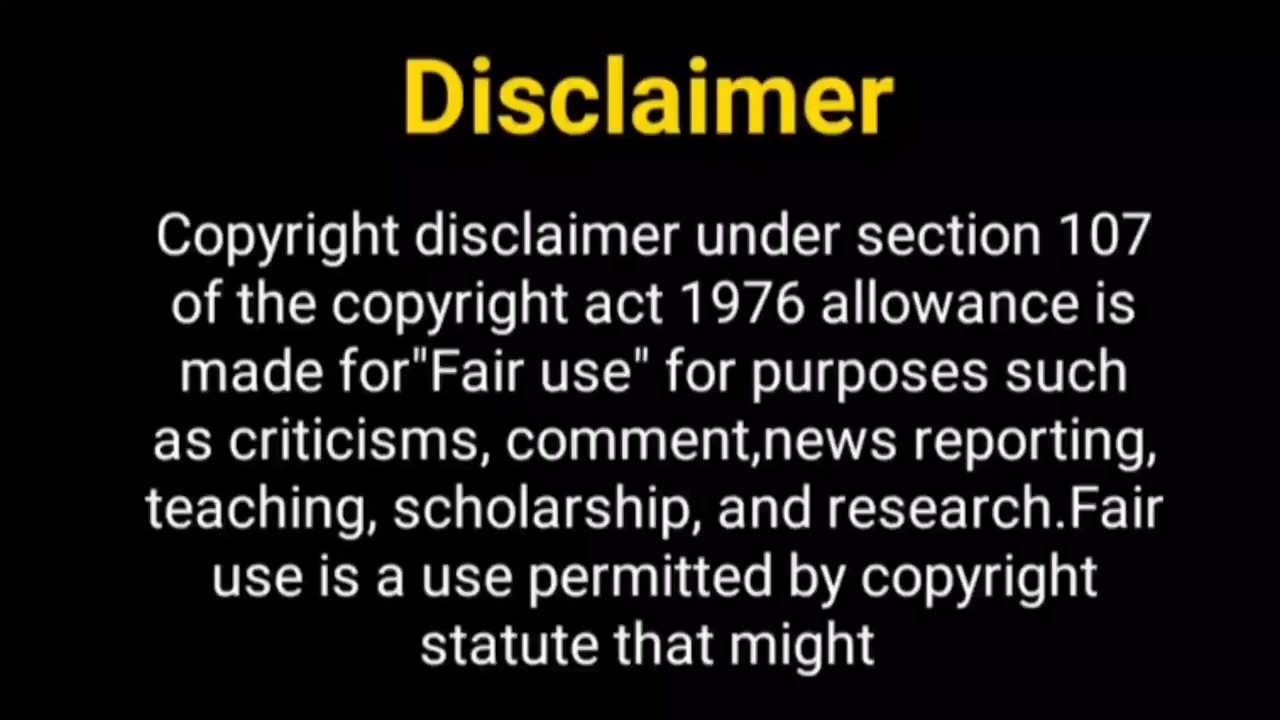 Disclaimer
Copyright disclaimer under section 107
of the copyright act 1976 allowance is
made for"Fair use" for purposes such
as criticisms, comment,news reporting,
teaching, scholarship, and research.Fair
use is a use permitted by copyright
statute that might